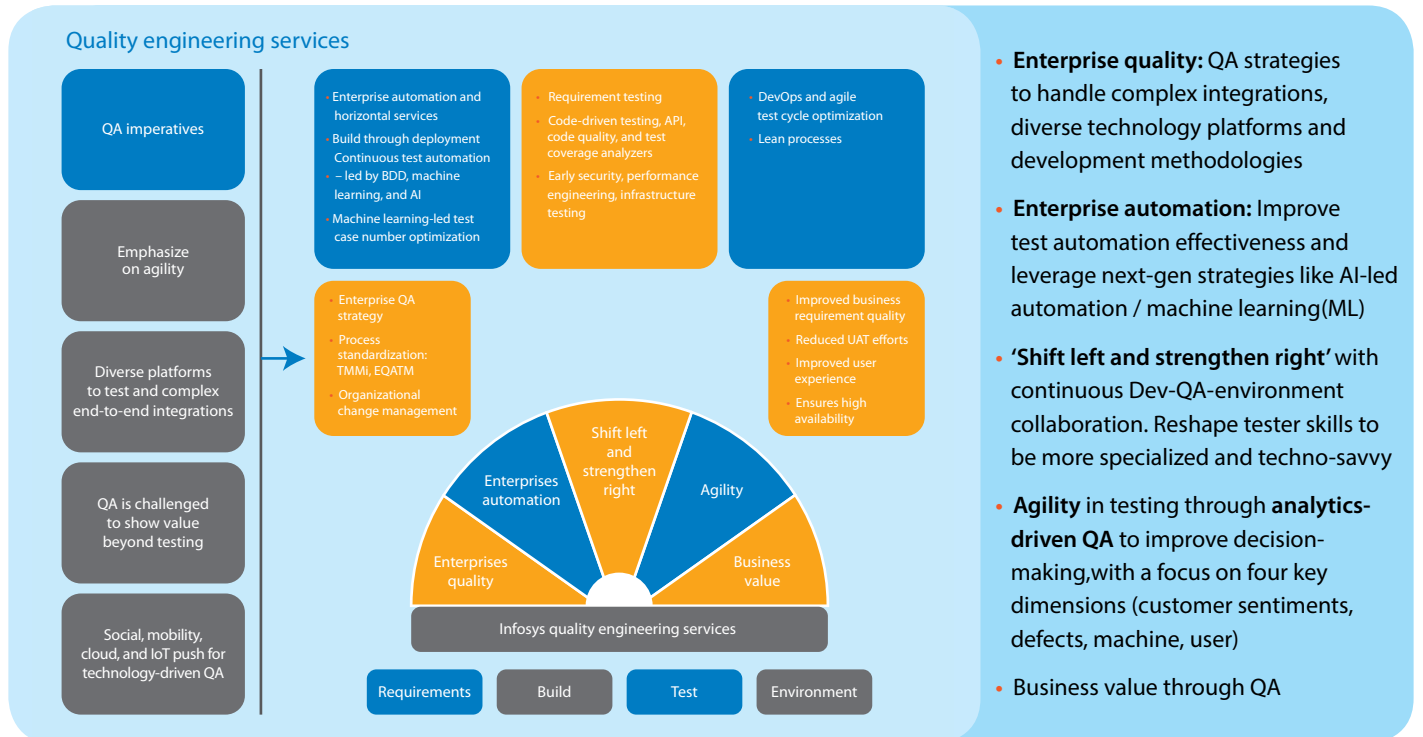 Quality engineering services
QA imperatives
Emphasize
on agility
Diverse platforms
to test and complex
end-to-end integrations
QA is challenged
to show value
beyond testing
Social, mobility,
cloud, and IoT push for
technology-driven QA
• Enterprise automation and
horizontal services
• Build through deployment
Continuous test automation
• – led by BDD, machine
learning, and AI
• Machine learning-led test
case number optimization
• Requirement testing
• Code-driven testing, API,
code quality, and test
coverage analyzers
• Early security, performance
engineering, infrastructure
testing
• DevOps and agile
test cycle optimization
• Lean processes
• Enterprise QA
strategy
• Process
standardization:
TMMi, EQATM
• Organizational
change management
• Improved business
requirement quality
• Reduced UAT efforts
• Improved user
experience
• Ensures high
availability
Enterprises
quality
Enterprises
automation
Shift left
and
strengthen
right
Agility
Business
value
Infosys quality engineering services
Requirements
Build
Test
Environment
• Enterprise quality: QA strategies
to handle complex integrations,
diverse technology platforms and
development methodologies
• Enterprise automation: Improve
test automation effectiveness and
leverage next-gen strategies like AI-led
automation / machine learning(ML)
• ‘Shift left and strengthen right’ with
continuous Dev-QA-environment
collaboration. Reshape tester skills to
be more specialized and techno-savvy
• Agility in testing through analytics-
driven QA to improve decision-
making,with a focus on four key
dimensions (customer sentiments,
defects, machine, user)
• Business value through QA